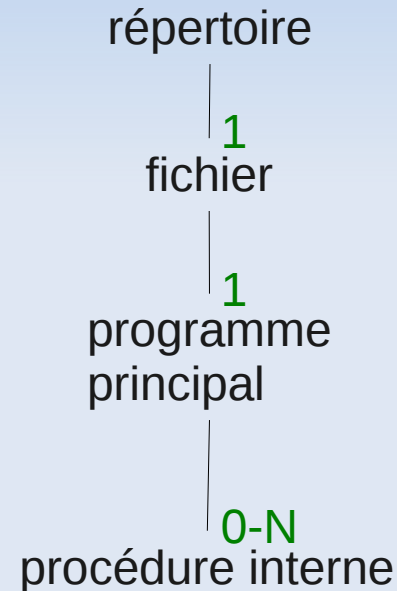 répertoire
1
fichier
1
programme
principal
0-N
procédure interne